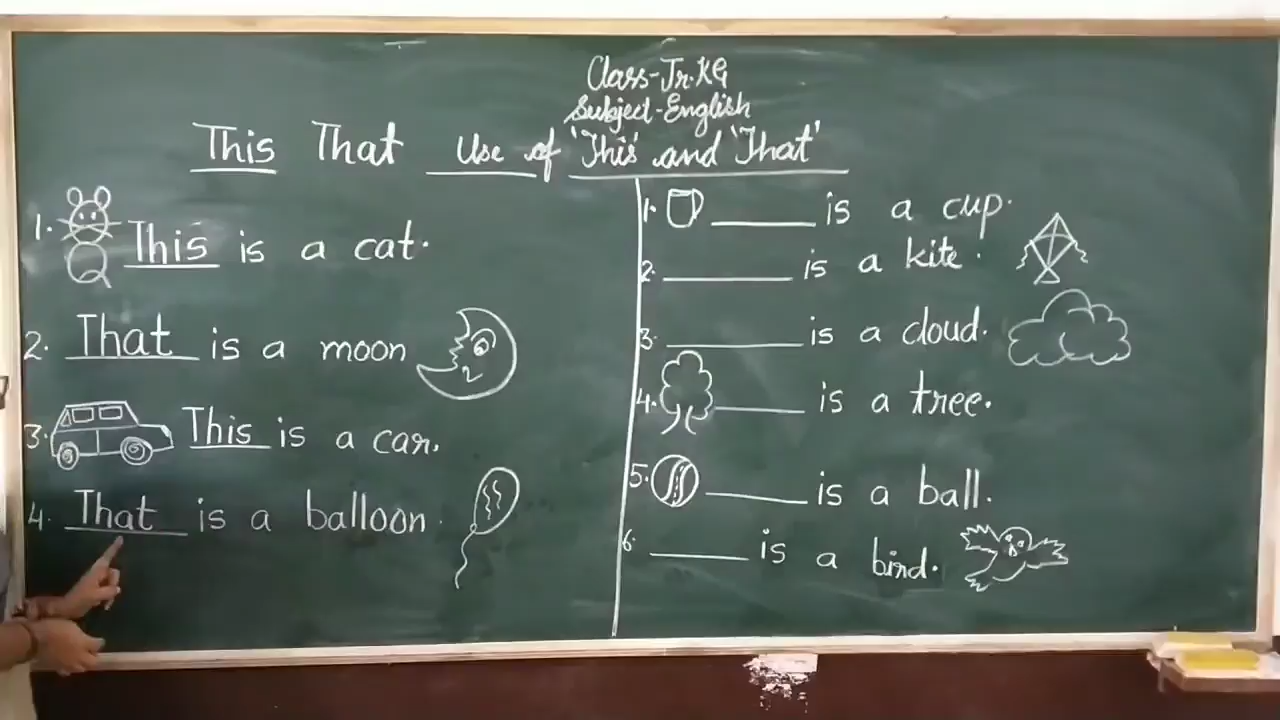 Class-Jr.KG
Subject-English
This That Use of 'This' and 'That'
1. This is a cat.
2. That is a moon
3. This is a car.
4. That is a balloon.
1. ______ is a cup.
2. ______ is a kite.
3. ______ is a cloud.
4. ______ is a tree.
5. ______ is a ball.
6. ______ is a bird.